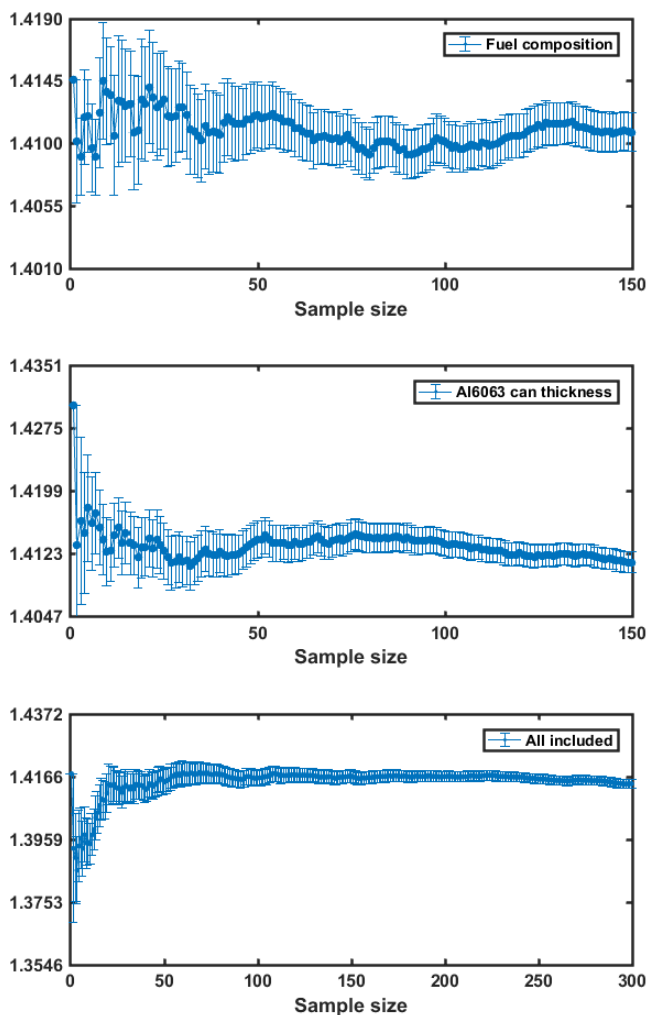 1.4190
Fuel composition
1.4145
1.4100
1.4055
1.4010
0 50 100 150
Sample size
1.4351
Al6063 can thickness
1.4275
1.4199
1.4123
1.4047
0 50 100 150
Sample size
1.4372
All included
1.4166
1.3959
1.3753
1.3546
0 50 100 150 200 250 300
Sample size